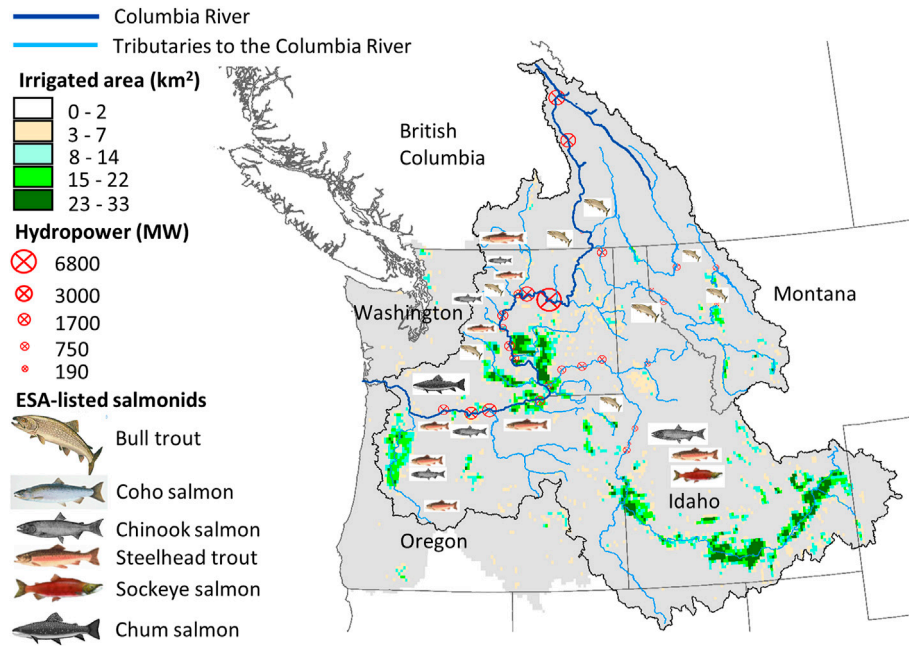 Columbia River
Tributaries to the Columbia River
Irrigated area (km²)
0 - 2
3 - 7
8 - 14
15 - 22
23 - 33
Hydropower (MW)
6800
3000
1700
750
190
ESA-listed salmonids
Bull trout
Coho salmon
Chinook salmon
Steelhead trout
Sockeye salmon
Chum salmon
British
Columbia
Washington
Montana
Idaho
Oregon